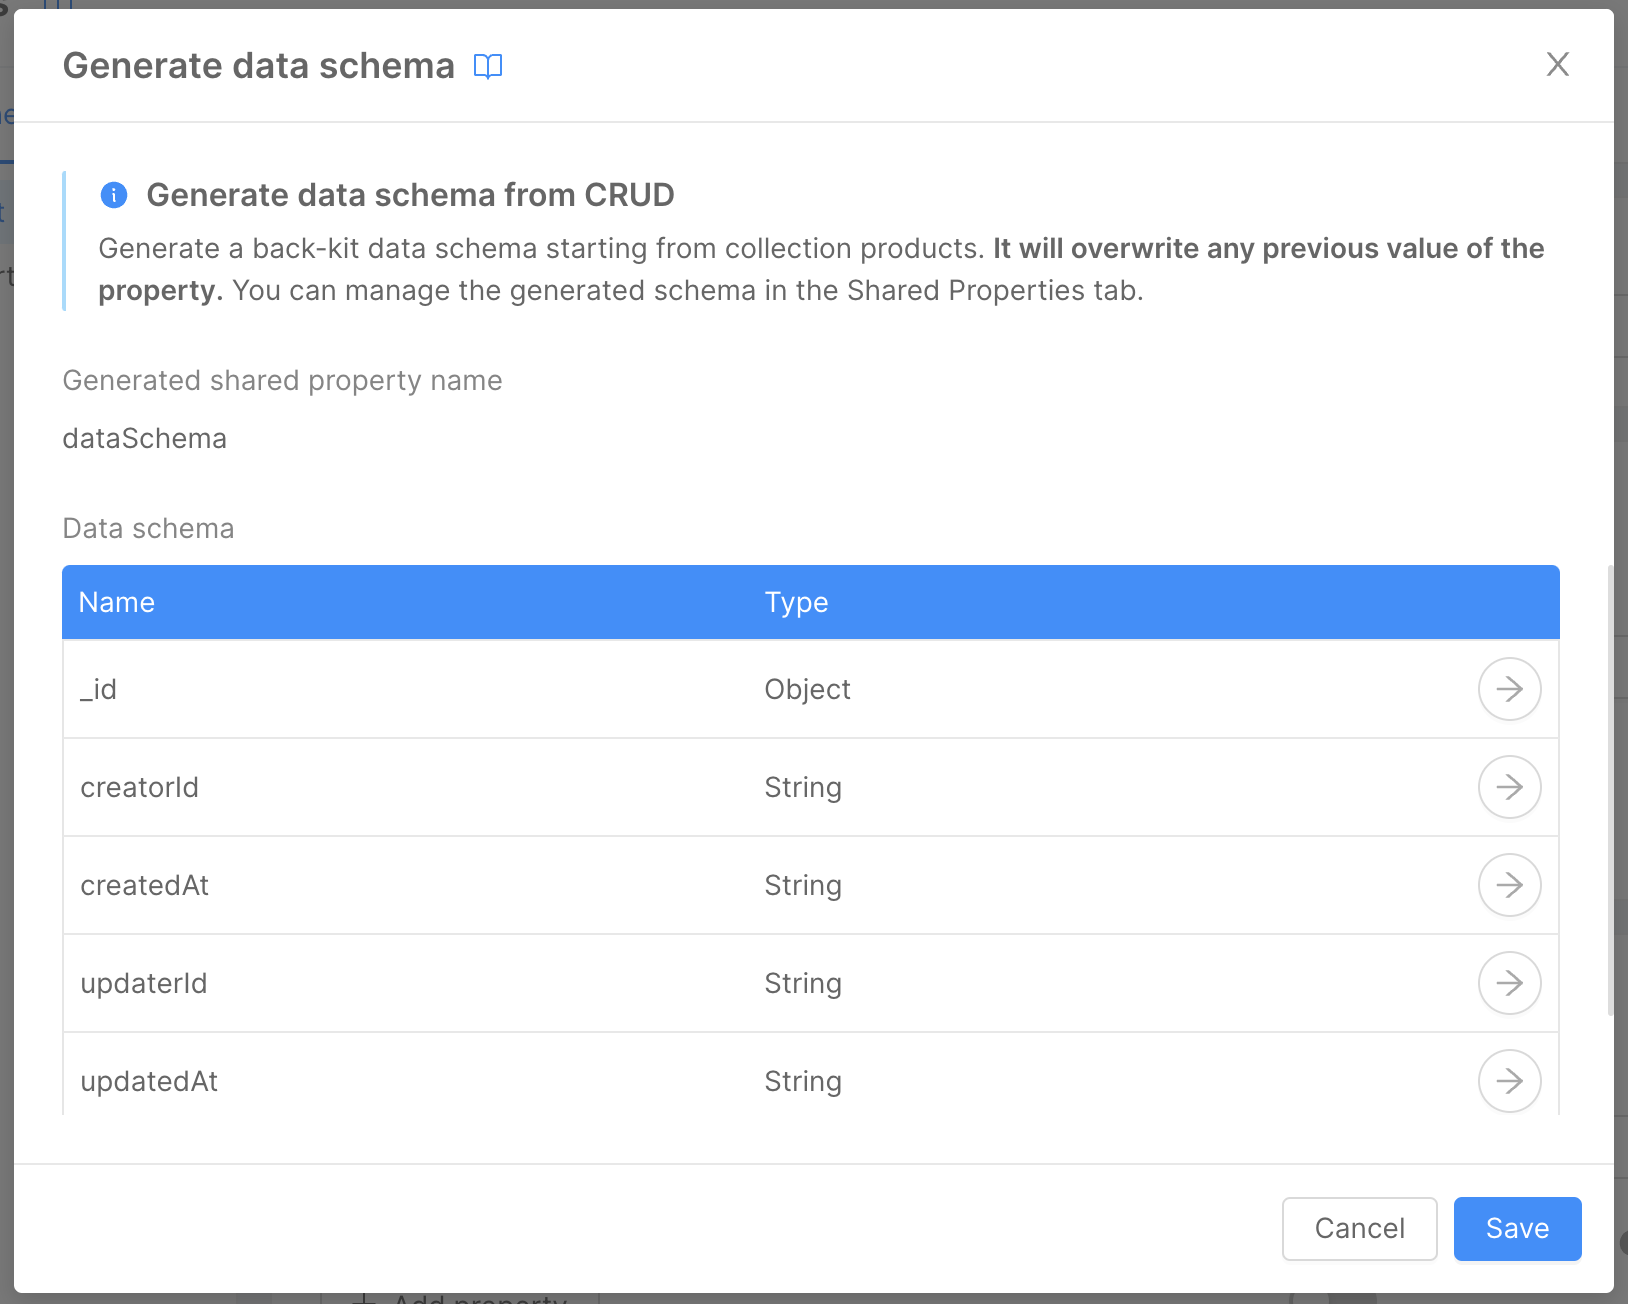 Generate data schema
Generate data schema from CRUD
Generate a back-kit data schema starting from collection products. It will overwrite any previous value of the
property. You can manage the generated schema in the Shared Properties tab.
Generated shared property name
dataSchema
Data schema
Name Type
_id Object
creatorId String
createdAt String
updaterId String
updatedAt String
Cancel Save
Add property